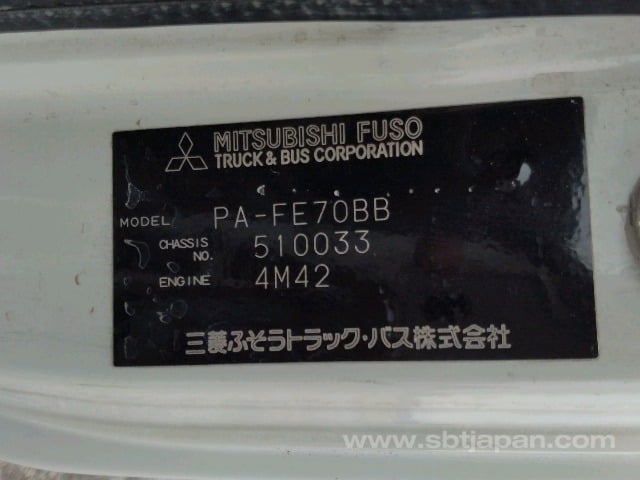 MITSUBISHI FUSO
TRUCK & BUS CORPORATION
MODEL PA-FE70BB
CHASSIS NO. 510033
ENGINE 4M42
三菱ふそうトラック・バス株式会社
www.sbtjapan.com